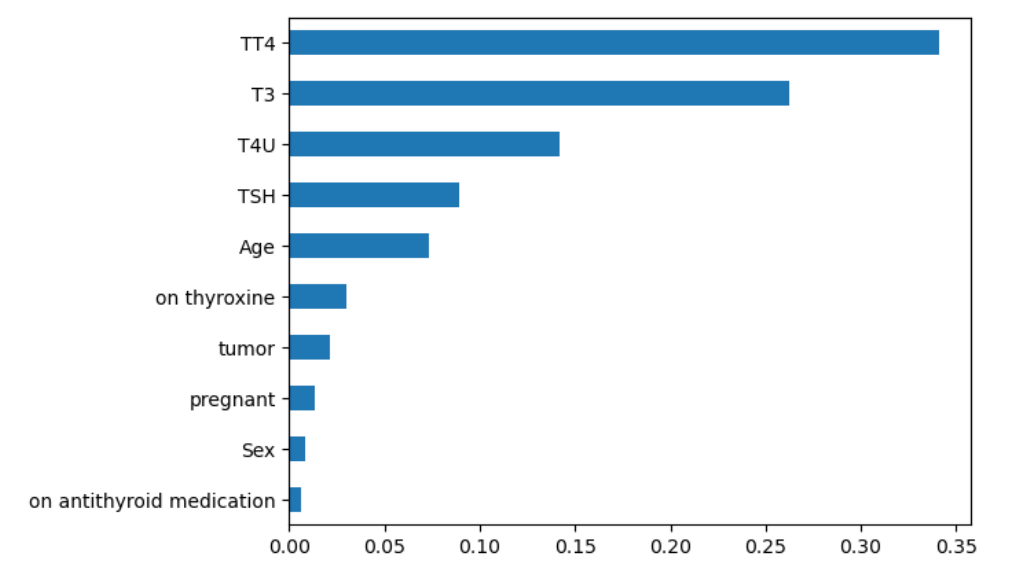 TT4
T3
T4U
TSH
Age
on thyroxine
tumor
pregnant
Sex
on antithyroid medication
0.00 0.05 0.10 0.15 0.20 0.25 0.30 0.35